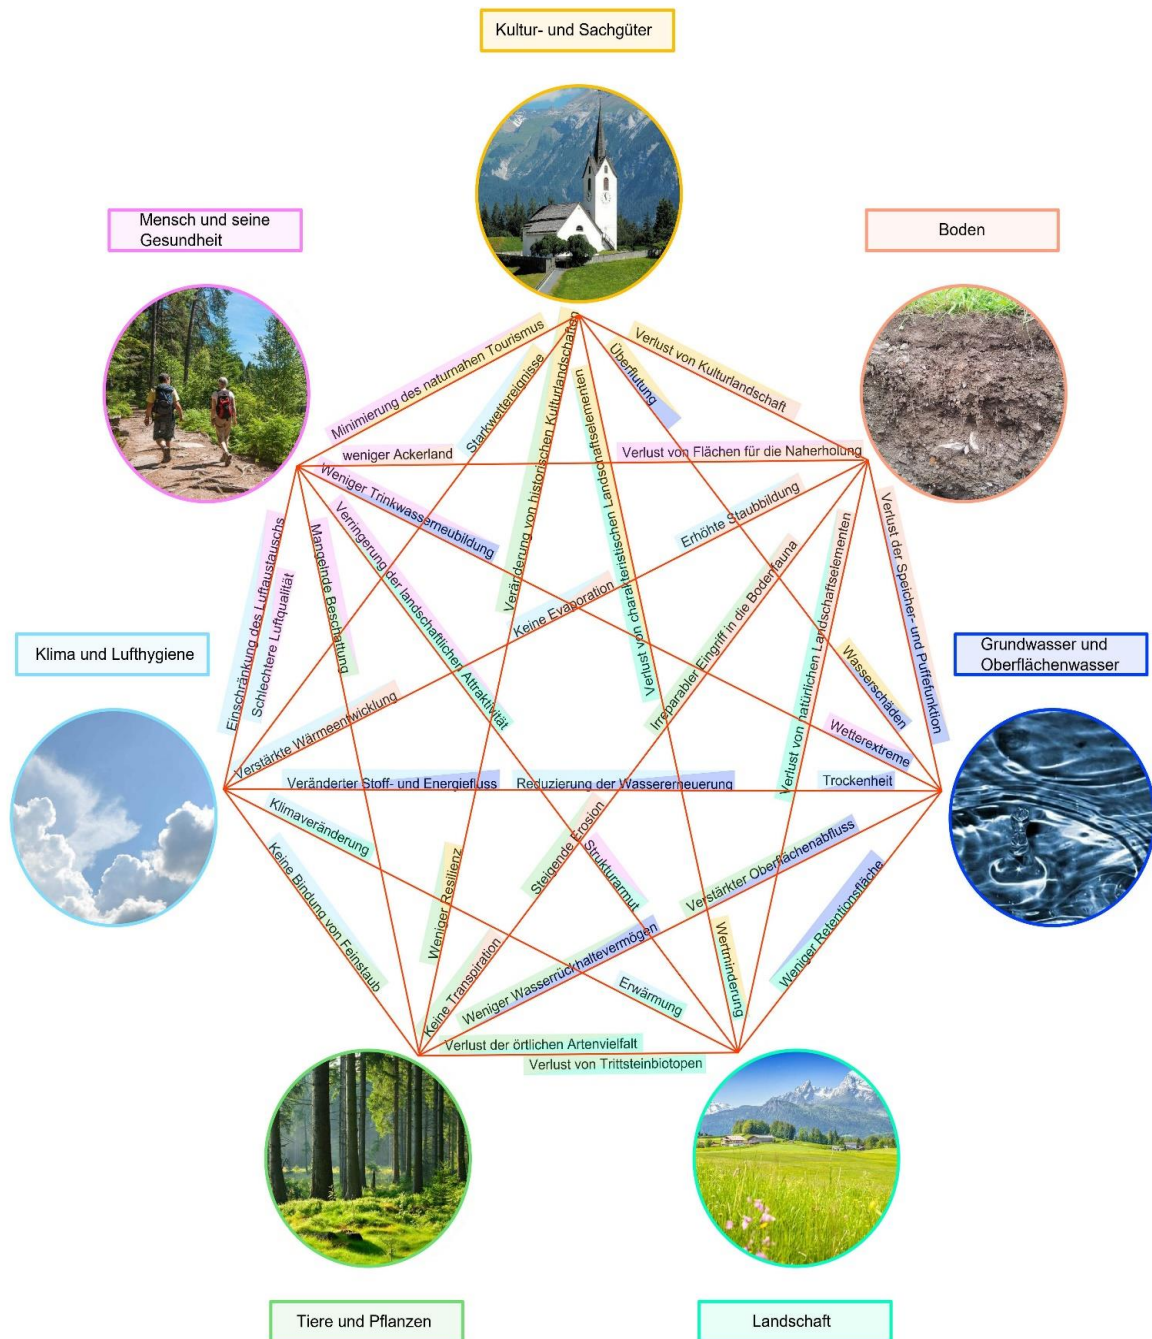 Kultur- und Sachgüter
Mensch und seine
Gesundheit
Boden
Minimierung des naturnahen Tourismus
Starkwettereignisse
Veränderung von historischen Kulturlandschaften
Verlust von charakteristischen Landschaftselementen
Überflutung
Verlust von Kulturlandschaft
weniger Ackerland
Verlust von Flächen für die Naherholung
Weniger Trinkwasserneubildung
Verringerung der landschaftlichen Attraktivität
Mangelnde Beschattung
Einschränkung des Luftaustauschs
Schlechtere Luftqualität
Erhöhte Staubbildung
Keine Evaporation
Irreparabler Eingriff in die Bodenfauna
Verlust von natürlichen Landschaftselementen
Verlust der Speicher- und Puffefunktion
Klima und Lufthygiene
Grundwasser und
Oberflächenwasser
Wasserschäden
Wetterextreme
Verstärkte Wärmeentwicklung
Veränderter Stoff- und Energiefluss
Reduzierung der Wassererneuerung
Trockenheit
Klimaveränderung
Keine Bindung von Feinstaub
Weniger Resilienz
Steigende Erosion
Strukturarmut
Verstärkter Oberflächenabfluss
Weniger Retentionsfläche
Keine Transpiration
Weniger Wasserrückhaltevermögen
Erwärmung
Wertminderung
Verlust der örtlichen Artenvielfalt
Verlust von Trittsteinbiotopen
Tiere und Pflanzen
Landschaft